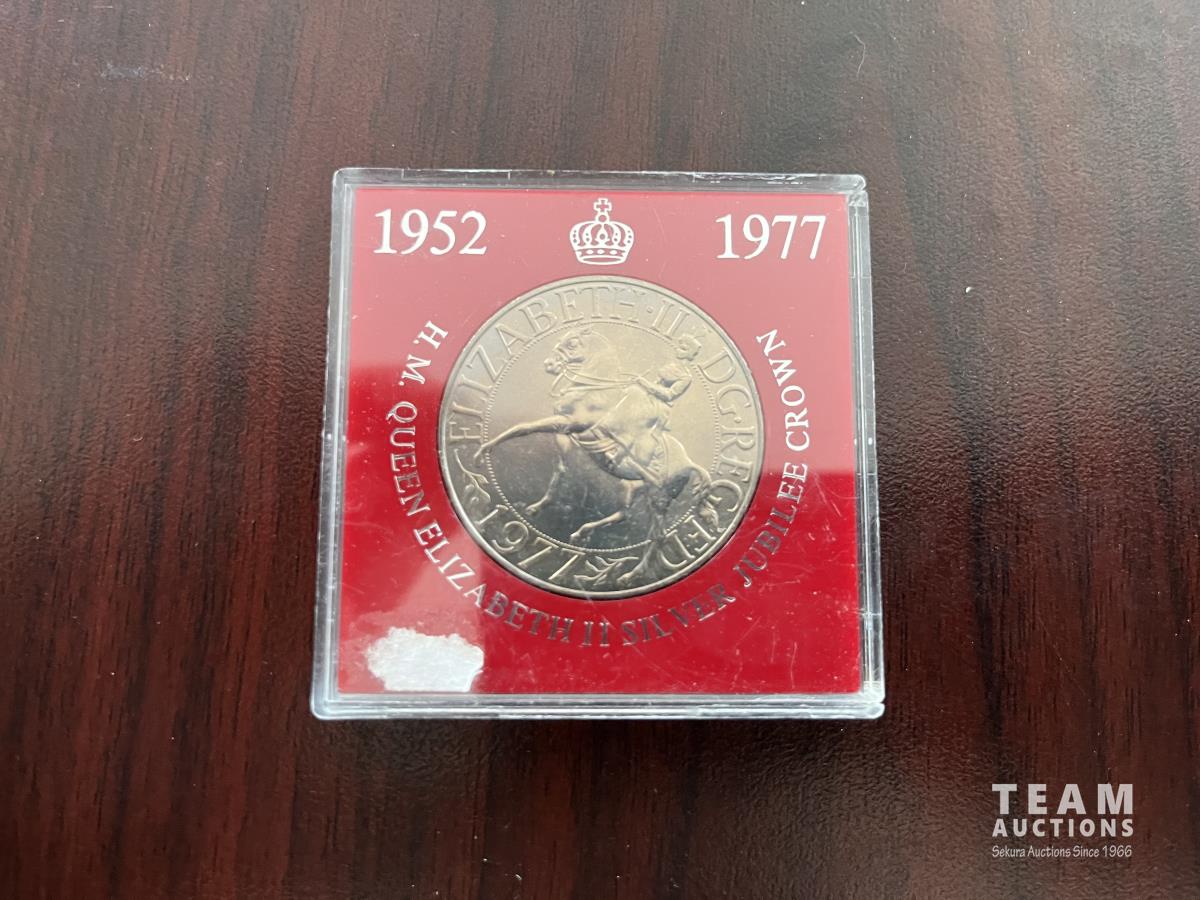 1952 1977
H. M. QUEEN ELIZABETH II SILVER JUBILEE CROWN
ELIZABETH·II DG·REG FD 1977
TEAM
AUCTIONS
Sekura Auctions Since 1966